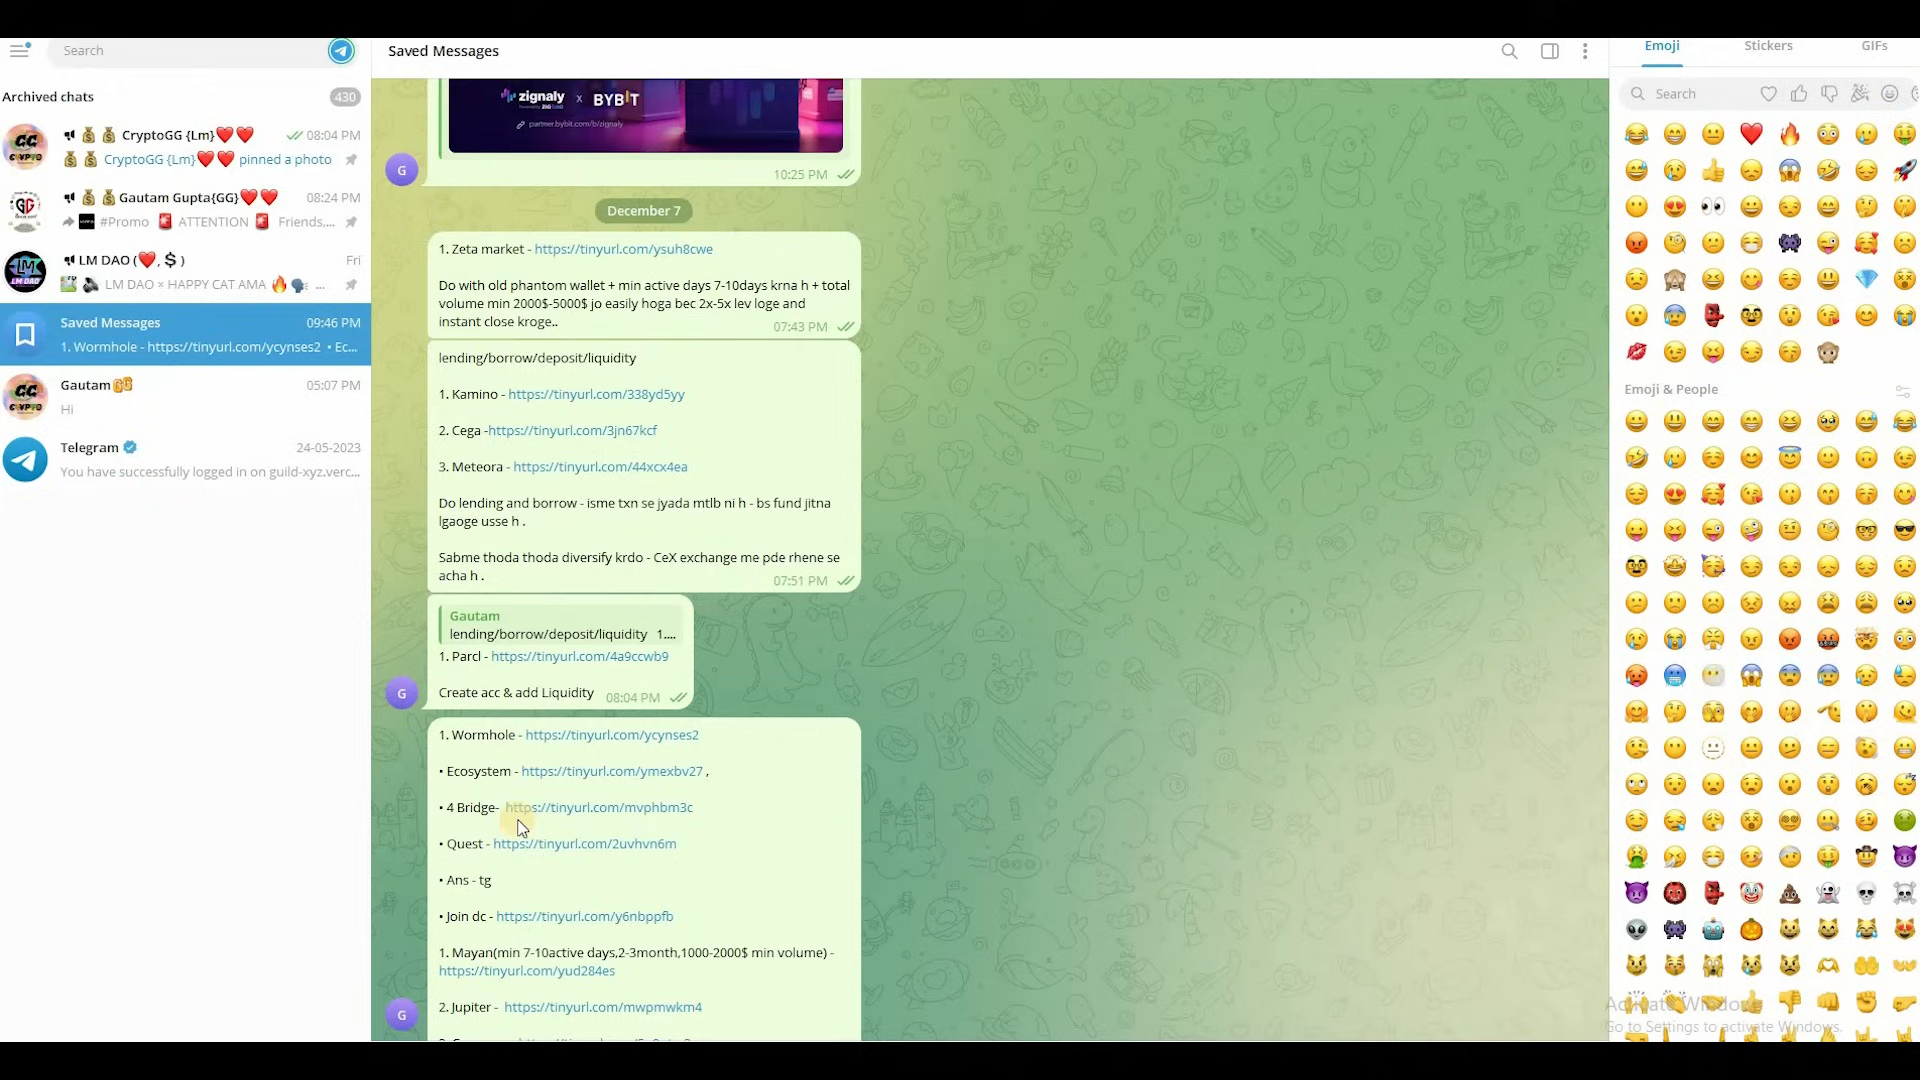 Search
Archived chats
430
CryptoGG {Lm}❤️❤️
08:04 PM
CryptoGG {Lm}❤️❤️ pinned a photo
Gautam Gupta{GG}❤️❤️
08:24 PM
#Promo 🚨 ATTENTION 🚨 Friends,...
LM DAO (❤️, $ )
Fri
LM DAO × HAPPY CAT AMA 🔥🗣️ ...
Saved Messages
09:46 PM
1. Wormhole - https://tinyurl.com/ycynses2 • Ec...
Gautam
05:07 PM
Hi
Telegram
24-05-2023
You have successfully logged in on guild-xyz.verc...
Saved Messages
zignaly x BYBIT
partner.bybit.com/b/zignaly
10:25 PM
December 7
1. Zeta market - https://tinyurl.com/ysuh8cwe
Do with old phantom wallet + min active days 7-10days krna h + total
volume min 2000$-5000$ jo easily hoga bec 2x-5x lev loge and
instant close kroge..
07:43 PM
lending/borrow/deposit/liquidity
1. Kamino - https://tinyurl.com/338yd5yy
2. Cega -https://tinyurl.com/3jn67kcf
3. Meteora - https://tinyurl.com/44xcx4ea
Do lending and borrow - isme txn se jyada mtlb ni h - bs fund jitna
lgaoge usse h .
Sabme thoda thoda diversify krdo - CeX exchange me pde rhene se
acha h .
07:51 PM
Gautam
lending/borrow/deposit/liquidity 1....
1. Parcl - https://tinyurl.com/4a9ccwb9
Create acc & add Liquidity
08:04 PM
G
1. Wormhole - https://tinyurl.com/ycynses2
• Ecosystem - https://tinyurl.com/ymexbv27 ,
• 4 Bridge- https://tinyurl.com/mvphbm3c
• Quest - https://tinyurl.com/2uvhvn6m
• Ans - tg
• Join dc - https://tinyurl.com/y6nbppfb
1. Mayan(min 7-10active days,2-3month,1000-2000$ min volume) -
https://tinyurl.com/yud284es
2. Jupiter - https://tinyurl.com/mwpmwkm4
G
Emoji
Stickers
GIFs
Search
Emoji & People
Activate Windows
Go to Settings to activate Windows.